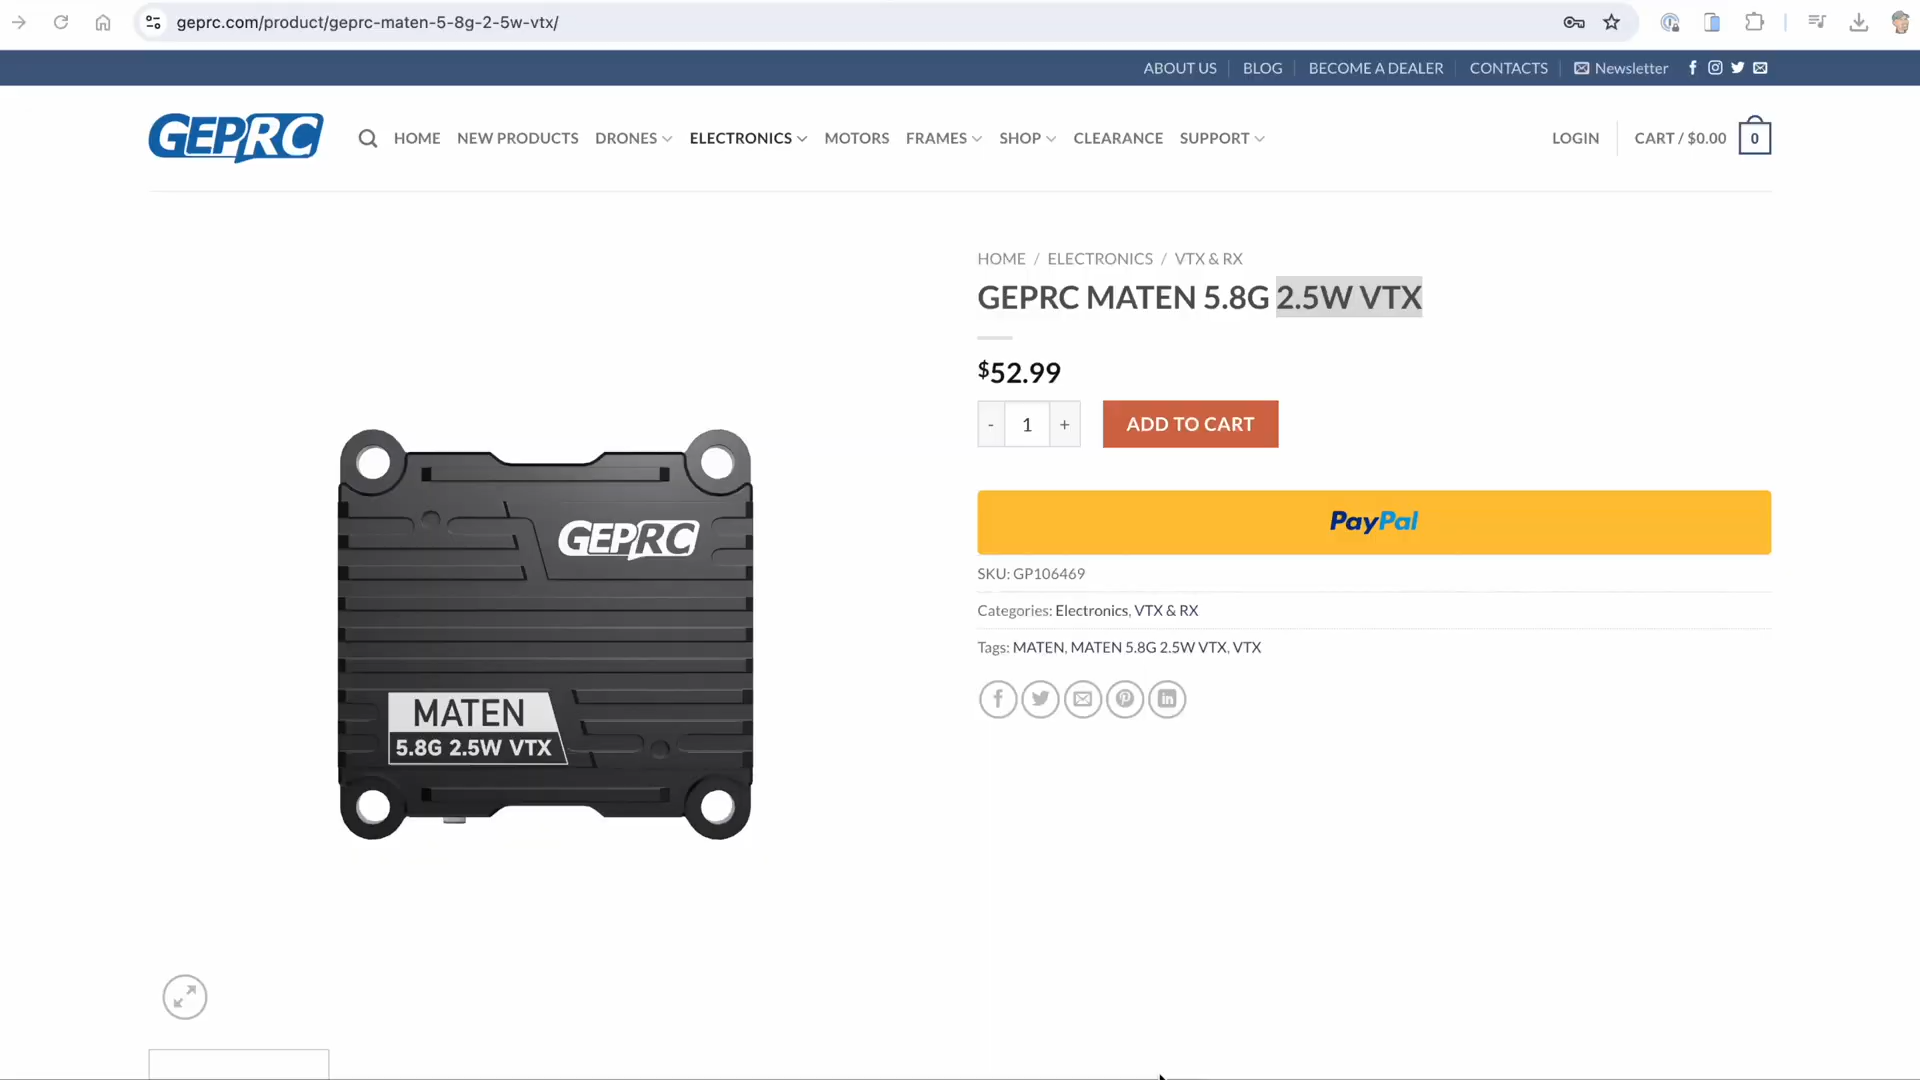 geprc.com/product/geprc-maten-5-8g-2-5w-vtx/
ABOUT US BLOG BECOME A DEALER CONTACTS Newsletter
GEPRC HOME NEW PRODUCTS DRONES ELECTRONICS MOTORS FRAMES SHOP CLEARANCE SUPPORT LOGIN CART / $0.00 0
HOME / ELECTRONICS / VTX & RX
GEPRC MATEN 5.8G 2.5W VTX
$52.99
- 1 + ADD TO CART
PayPal
SKU: GP106469
Categories: Electronics, VTX & RX
Tags: MATEN, MATEN 5.8G 2.5W VTX, VTX
GEPRC
MATEN
5.8G 2.5W VTX